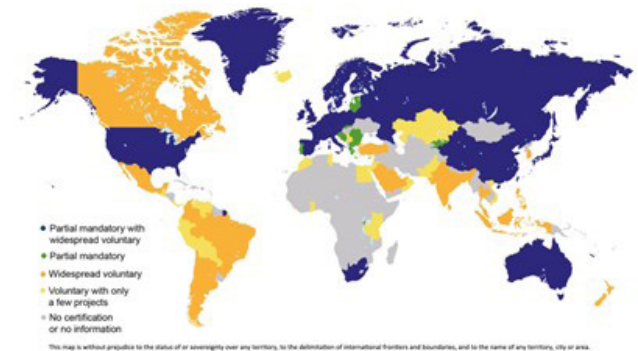 Partial mandatory with
widespread voluntary
Partial mandatory
Widespread voluntary
Voluntary with only
a few projects
No certification
or no information
This map is without prejudice to the status of or sovereignty over any territory, to the delimitation of international frontiers and boundaries, and to the name of any territory, city or area.